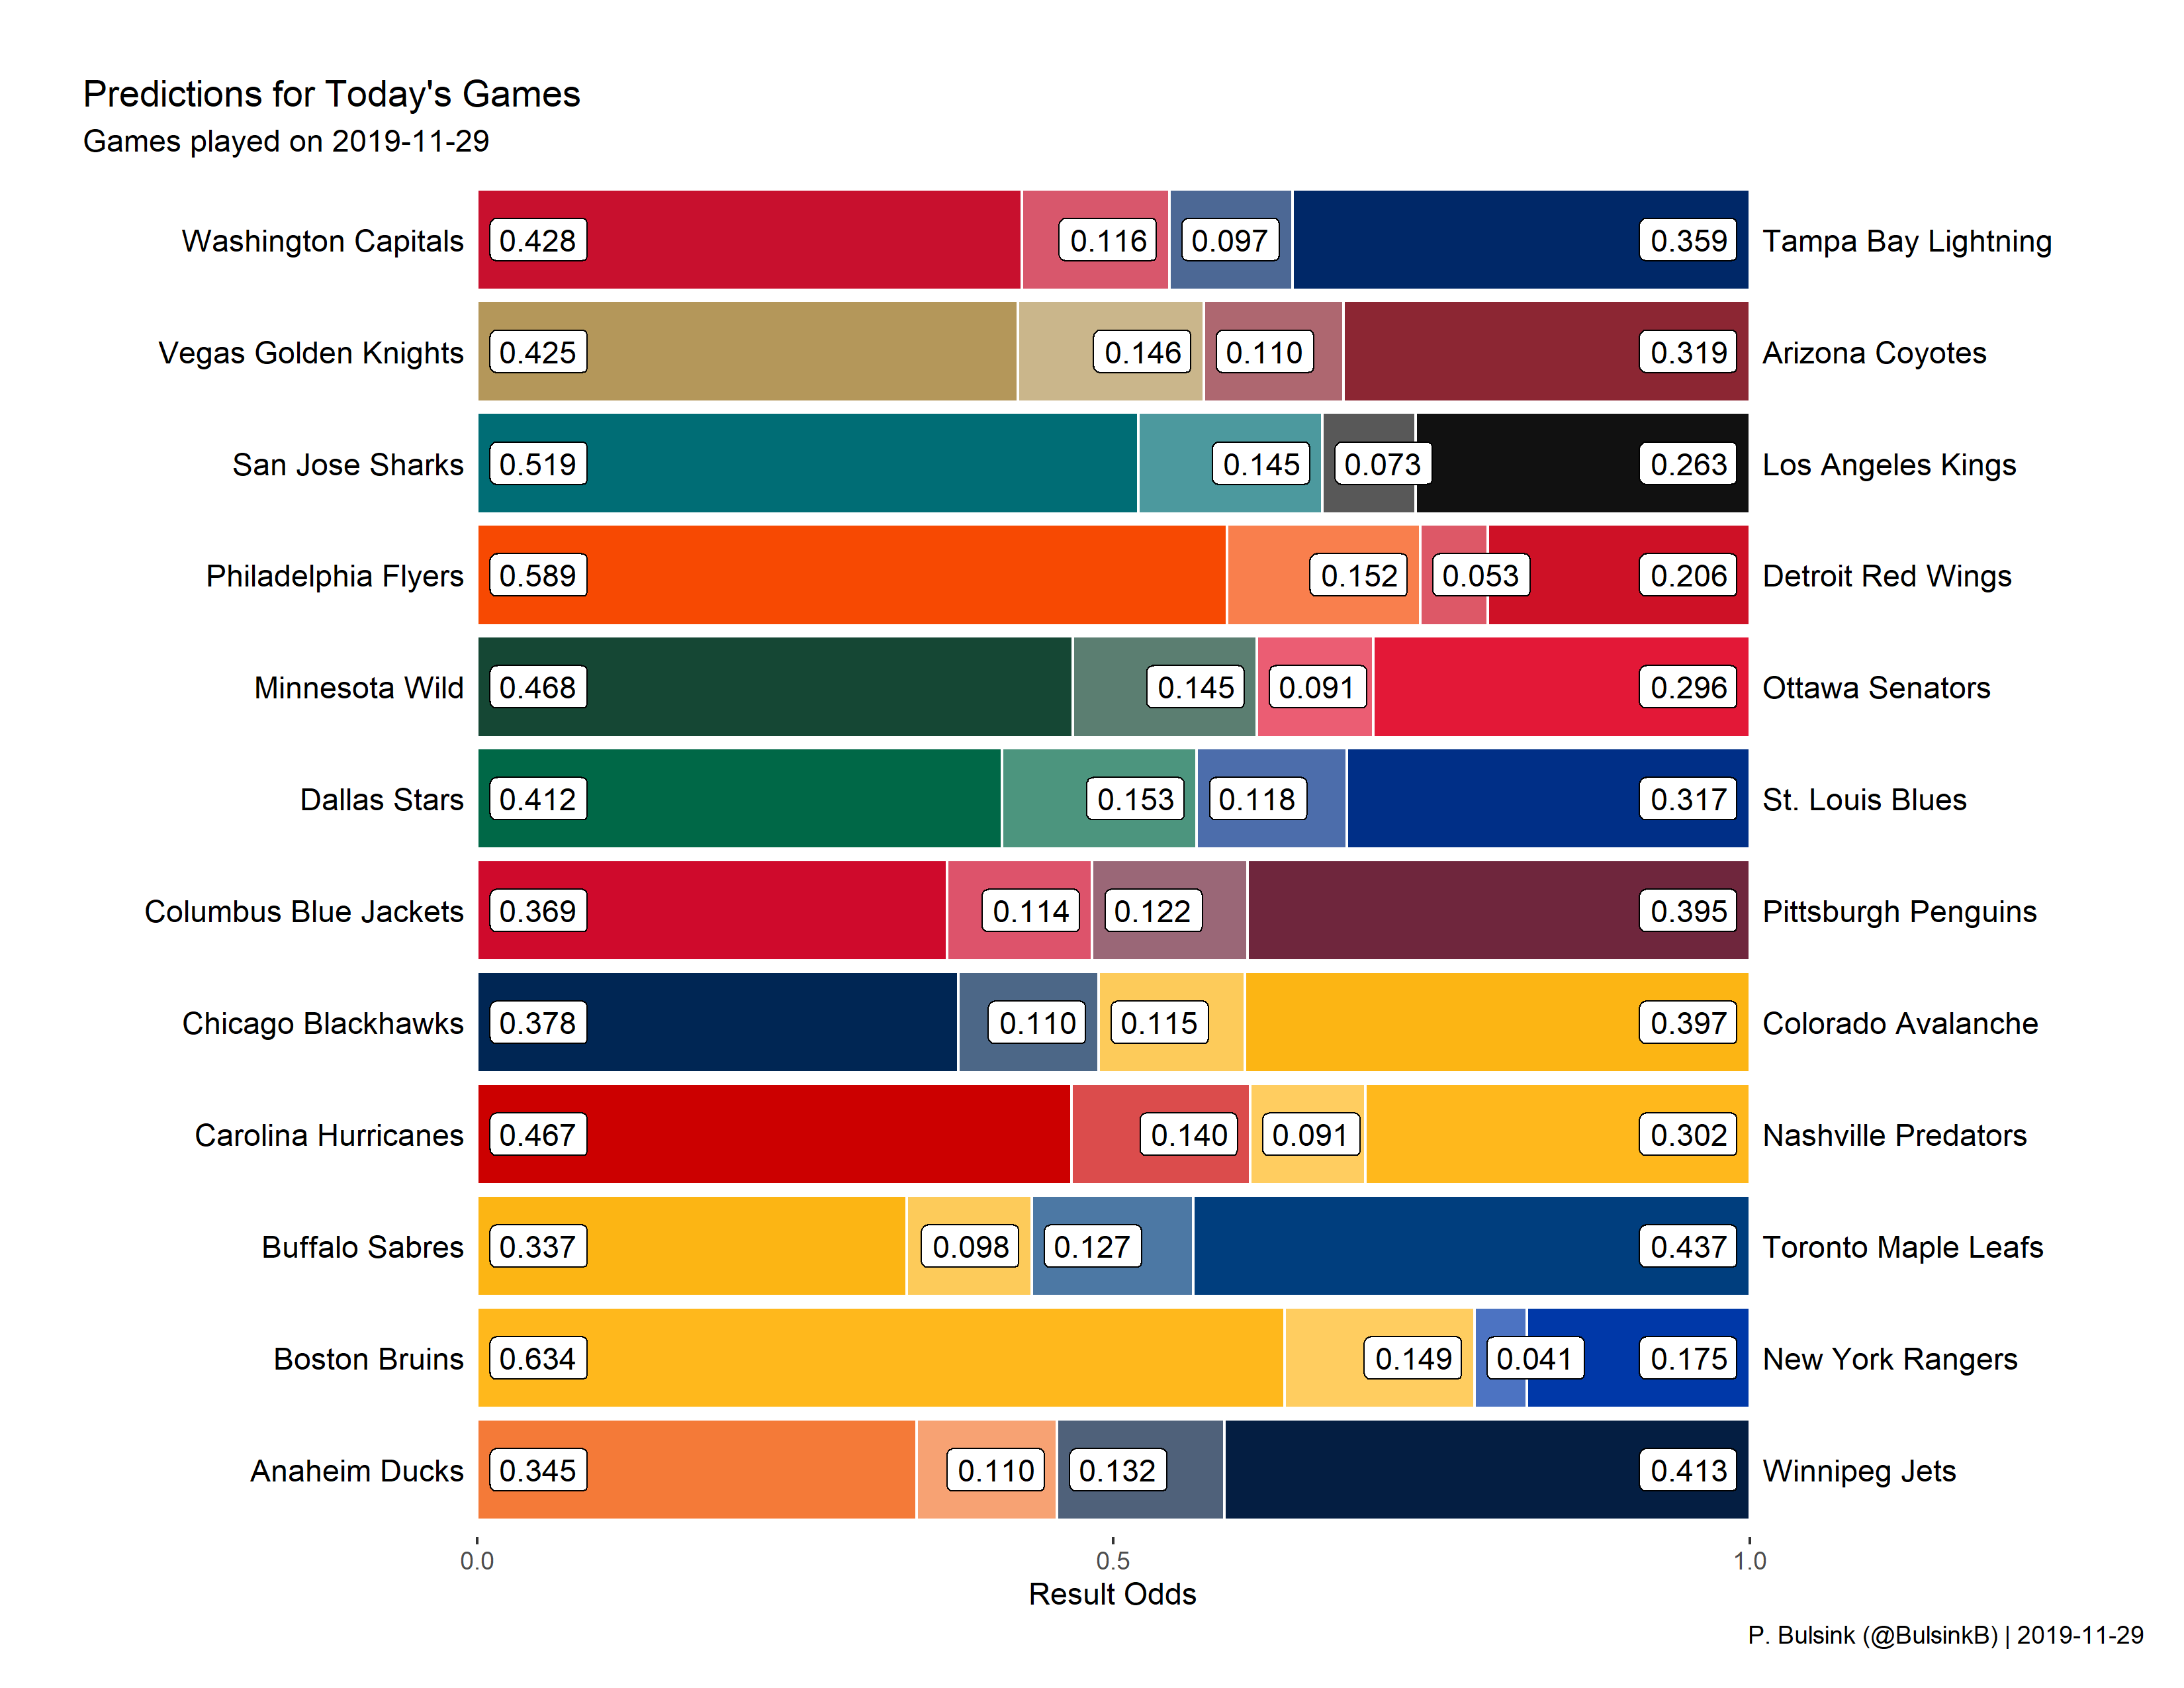 Predictions for Today's Games
Games played on 2019-11-29
Washington Capitals 0.428 0.116 0.097 0.359 Tampa Bay Lightning
Vegas Golden Knights 0.425 0.146 0.110 0.319 Arizona Coyotes
San Jose Sharks 0.519 0.145 0.073 0.263 Los Angeles Kings
Philadelphia Flyers 0.589 0.152 0.053 0.206 Detroit Red Wings
Minnesota Wild 0.468 0.145 0.091 0.296 Ottawa Senators
Dallas Stars 0.412 0.153 0.118 0.317 St. Louis Blues
Columbus Blue Jackets 0.369 0.114 0.122 0.395 Pittsburgh Penguins
Chicago Blackhawks 0.378 0.110 0.115 0.397 Colorado Avalanche
Carolina Hurricanes 0.467 0.140 0.091 0.302 Nashville Predators
Buffalo Sabres 0.337 0.098 0.127 0.437 Toronto Maple Leafs
Boston Bruins 0.634 0.149 0.041 0.175 New York Rangers
Anaheim Ducks 0.345 0.110 0.132 0.413 Winnipeg Jets
0.0 0.5 1.0
Result Odds
P. Bulsink (@BulsinkB) | 2019-11-29